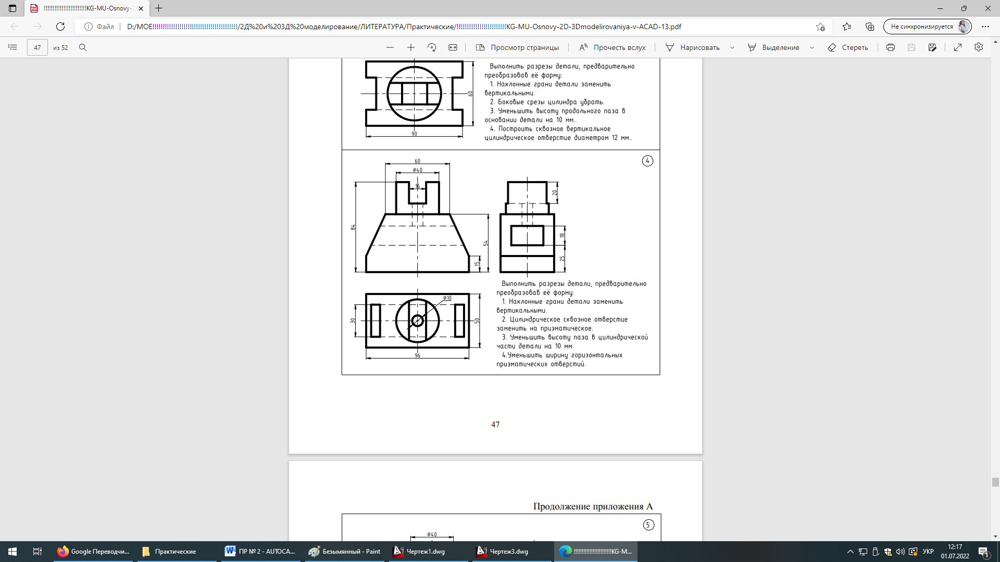 !!!!!!!!!!!!!!!!!!!!!!!!KG-MU-Osnovy-2
Файл
D:/МОЕ!!!!!!!!!!!!!!!!!!!!!!!!!!!!!!!!!!!!!!!!!/2Д%20и%203Д%20моделирование/ЛИТЕРАТУРА/Практические/!!!!!!!!!!!!!!!!!!!!!!!!KG-MU-Osnovy-2D-3Dmodelirovaniya-v-ACAD-13.pdf
Не синхронизируется
47
из 52
Просмотр страницы
Прочесть вслух
Нарисовать
Выделение
Стереть
60
90
Выполнить разрезы детали, предварительно
преобразовав её форму:
1. Наклонные грани детали заменить
вертикальными.
2. Боковые срезы цилиндра убрать.
3. Уменьшить высоту продольного паза в
основании детали на 10 мм..
4. Построить сквозное вертикальное
цилиндрическое отверстие диаметром 12 мм..
4
60
⌀40
16
84
54
15
20
18
25
⌀10
30
50
96
Выполнить разрезы детали, предварительно
преобразовав её форму:
1. Наклонные грани детали заменить
вертикальными.
2. Цилиндрическое сквозное отверстие
заменить на призматическое.
3. Уменьшить высоту паза в цилиндрической
части детали на 10 мм.
4.Уменьшить ширину горизонтальных
призматических отверстий.
47
Продолжение приложения А
5
⌀40
Google Переводчи...
Практические
ПР № 2 - AUTOCA...
Безымянный - Paint
Чертеж1.dwg
Чертеж3.dwg
!!!!!!!!!!!!!!!!!!!!!!!!KG-M...
УКР
12:17
01.07.2022
1